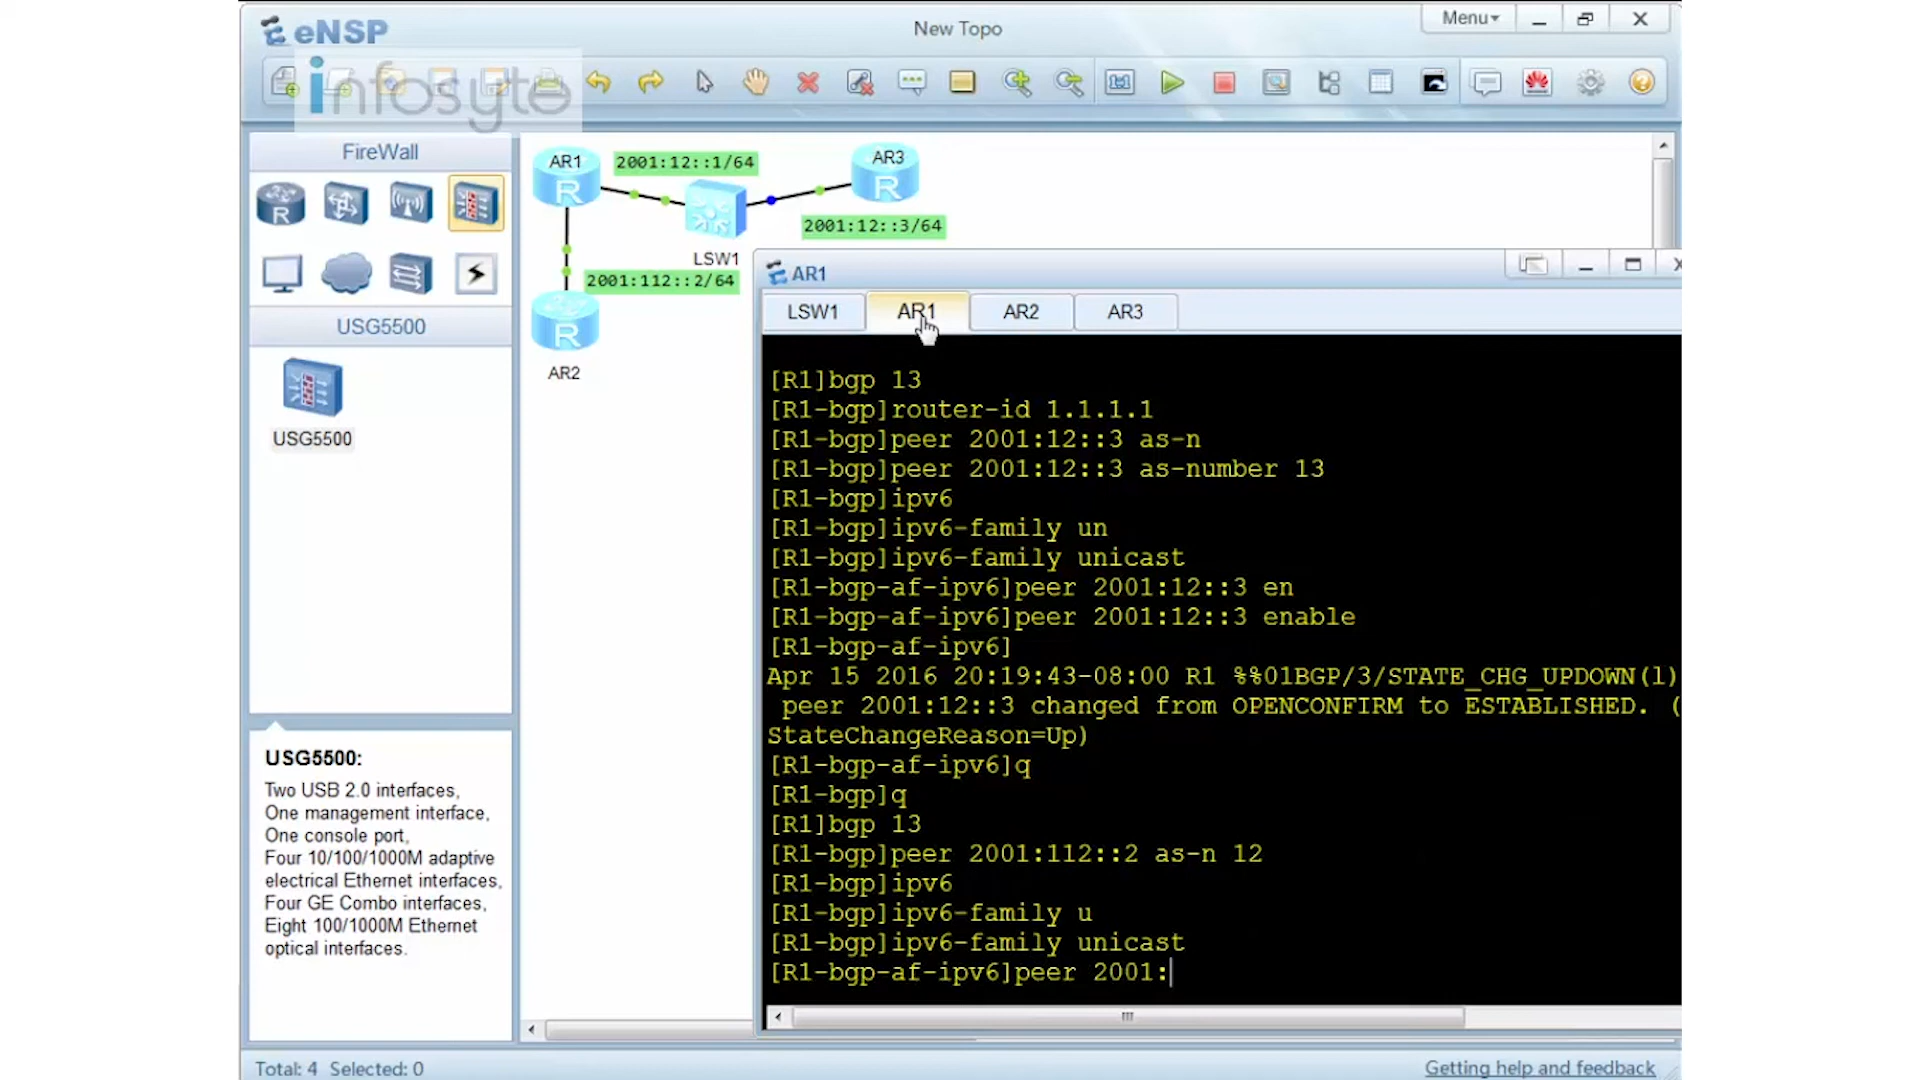 eNSP
New Topo
Menu
infosyte
FireWall
AR1
2001:12::1/64
AR3
R
R
R
2001:12::3/64
LSW1
2001:112::2/64
R
AR2
USG5500
USG5500
AR1
LSW1
AR1
AR2
AR3
[R1]bgp 13
[R1-bgp]router-id 1.1.1.1
[R1-bgp]peer 2001:12::3 as-n
[R1-bgp]peer 2001:12::3 as-number 13
[R1-bgp]ipv6
[R1-bgp]ipv6-family un
[R1-bgp]ipv6-family unicast
[R1-bgp-af-ipv6]peer 2001:12::3 en
[R1-bgp-af-ipv6]peer 2001:12::3 enable
[R1-bgp-af-ipv6]
Apr 15 2016 20:19:43-08:00 R1 %%01BGP/3/STATE_CHG_UPDOWN(l)
peer 2001:12::3 changed from OPENCONFIRM to ESTABLISHED. (
StateChangeReason=Up)
[R1-bgp-af-ipv6]q
[R1-bgp]q
[R1]bgp 13
[R1-bgp]peer 2001:112::2 as-n 12
[R1-bgp]ipv6
[R1-bgp]ipv6-family u
[R1-bgp]ipv6-family unicast
[R1-bgp-af-ipv6]peer 2001:
USG5500:
Two USB 2.0 interfaces,
One management interface,
One console port,
Four 10/100/1000M adaptive
electrical Ethernet interfaces,
Four GE Combo interfaces,
Eight 100/1000M Ethernet
optical interfaces.
Total: 4 Selected: 0
Getting help and feedback